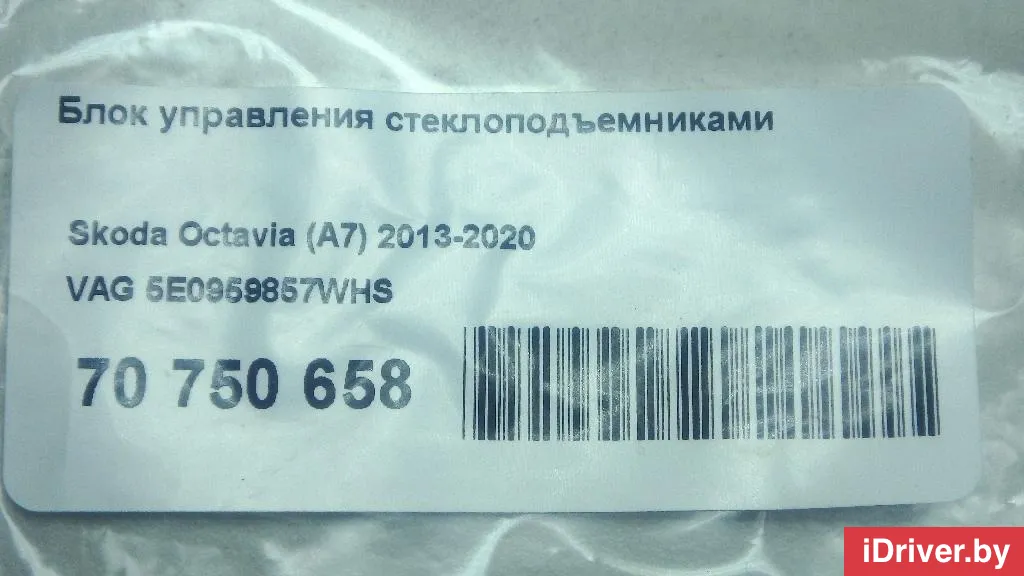 Блок управления стеклоподъемниками
Skoda Octavia (A7) 2013-2020
VAG 5E0959857WHS
70 750 658
iDriver.by